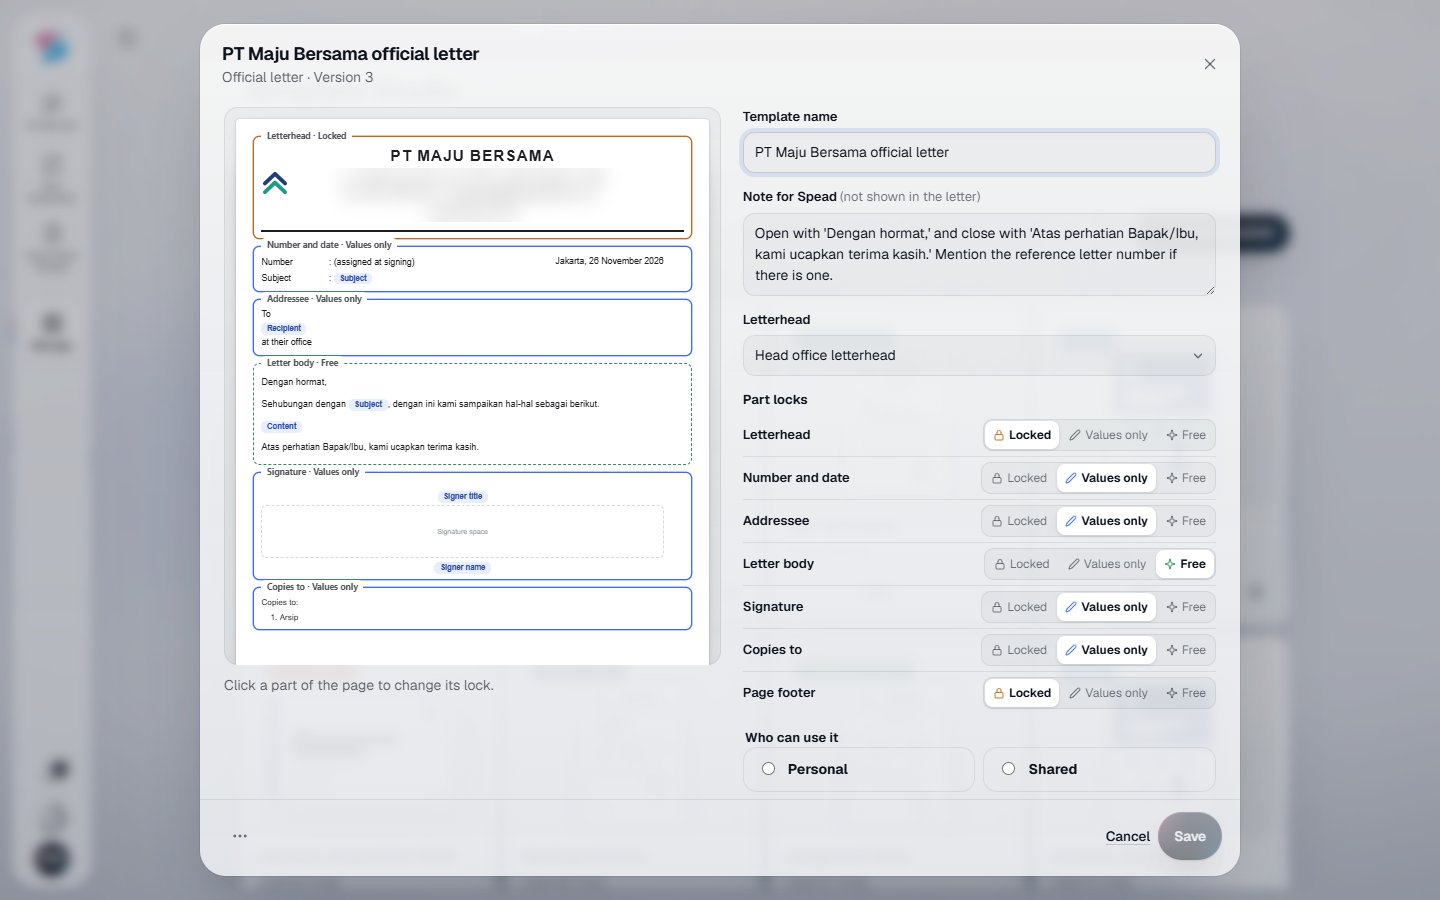 PT Maju Bersama official letter
Official letter · Version 3
Letterhead · Locked
PT MAJU BERSAMA
Number and date · Values only
Number : (assigned at signing) Jakarta, 26 November 2026
Subject : Subject
Addressee · Values only
To
Recipient
at their office
Letter body · Free
Dengan hormat,
Sehubungan dengan Subject , dengan ini kami sampaikan hal-hal sebagai berikut.
Content
Atas perhatian Bapak/Ibu, kami ucapkan terima kasih.
Signature · Values only
Signer title
Signature space
Signer name
Copies to · Values only
Copies to:
1. Arsip
Click a part of the page to change its lock.
Template name
PT Maju Bersama official letter
Note for Spead (not shown in the letter)
Open with 'Dengan hormat,' and close with 'Atas perhatian Bapak/Ibu,
kami ucapkan terima kasih.' Mention the reference letter number if
there is one.
Letterhead
Head office letterhead
Part locks
Letterhead Locked Values only Free
Number and date Locked Values only Free
Addressee Locked Values only Free
Letter body Locked Values only Free
Signature Locked Values only Free
Copies to Locked Values only Free
Page footer Locked Values only Free
Who can use it
Personal Shared
Cancel Save